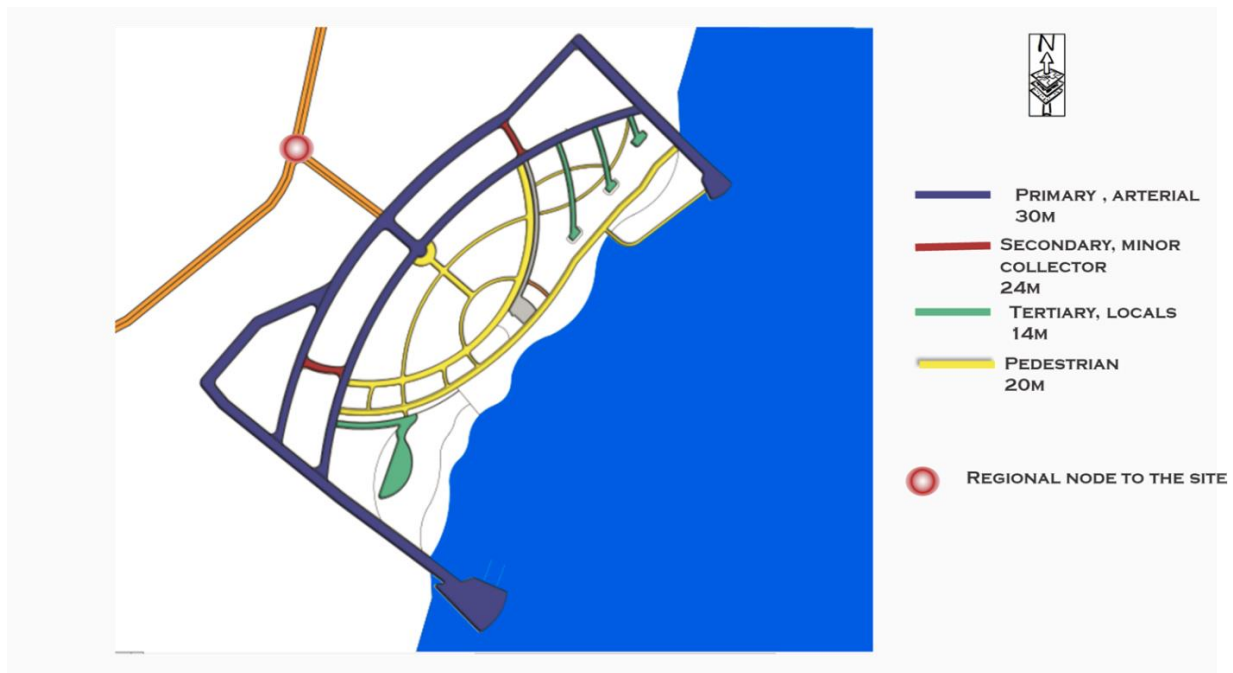 N
PRIMARY , ARTERIAL
30M
SECONDARY, MINOR
COLLECTOR
24M
TERTIARY, LOCALS
14M
PEDESTRIAN
20M
REGIONAL NODE TO THE SITE